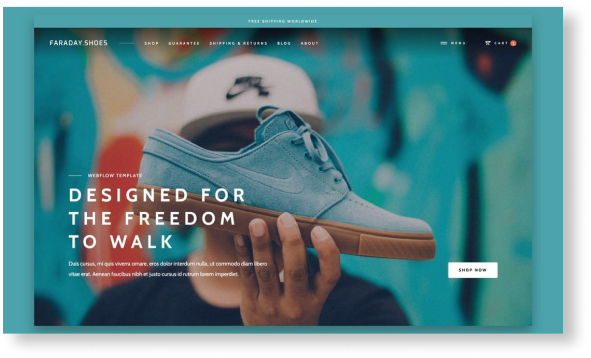 FREE SHIPPING WORLDWIDE
FARADAY.SHOES SHOP GUARANTEE SHIPPING & RETURNS BLOG ABOUT MENU CART
WEBFLOW TEMPLATE
DESIGNED FOR
THE FREEDOM
TO WALK
Duis cursus, mi quis viverra ornare, eros dolor interdum nulla, ut commodo diam libero
vitae erat. Aenean faucibus nibh et justo cursus id rutrum lorem imperdiet.
SHOP NOW